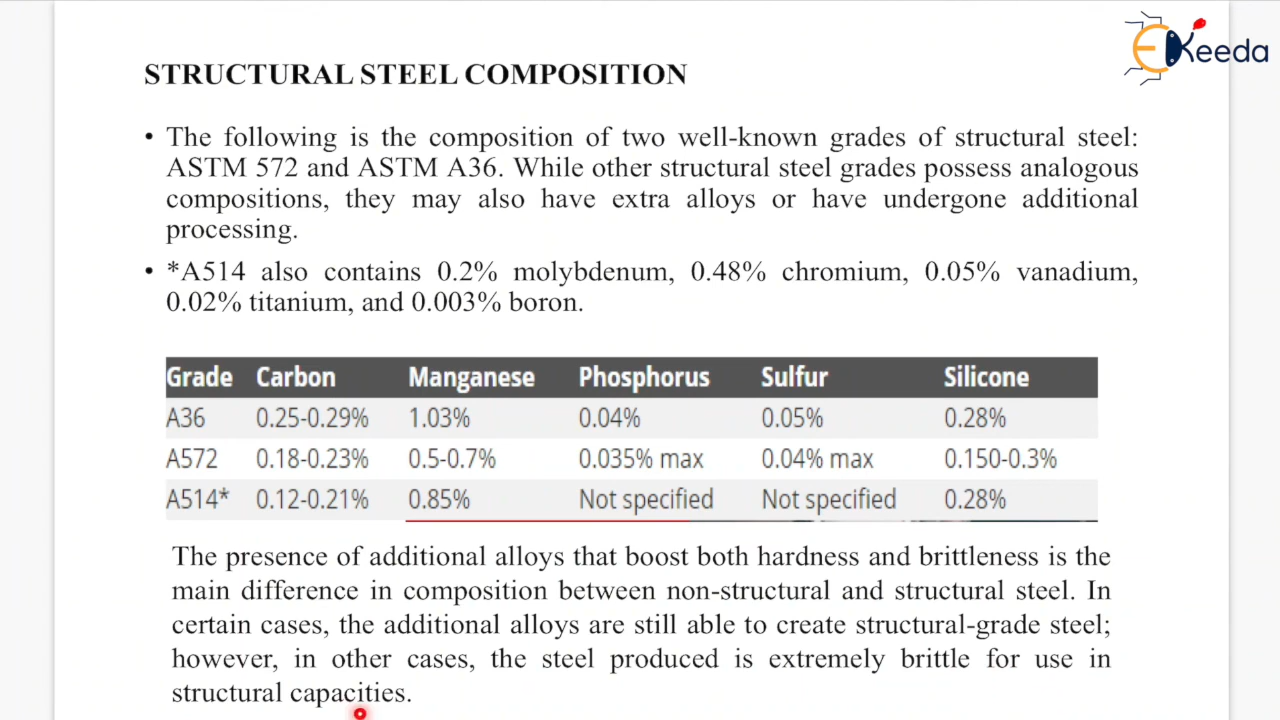 EKeeda
STRUCTURAL STEEL COMPOSITION
• The following is the composition of two well-known grades of structural steel:
ASTM 572 and ASTM A36. While other structural steel grades possess analogous
compositions, they may also have extra alloys or have undergone additional
processing.
• *A514 also contains 0.2% molybdenum, 0.48% chromium, 0.05% vanadium,
0.02% titanium, and 0.003% boron.
Grade Carbon Manganese Phosphorus Sulfur Silicone
A36 0.25-0.29% 1.03% 0.04% 0.05% 0.28%
A572 0.18-0.23% 0.5-0.7% 0.035% max 0.04% max 0.150-0.3%
A514* 0.12-0.21% 0.85% Not specified Not specified 0.28%
The presence of additional alloys that boost both hardness and brittleness is the
main difference in composition between non-structural and structural steel. In
certain cases, the additional alloys are still able to create structural-grade steel;
however, in other cases, the steel produced is extremely brittle for use in
structural capacities.